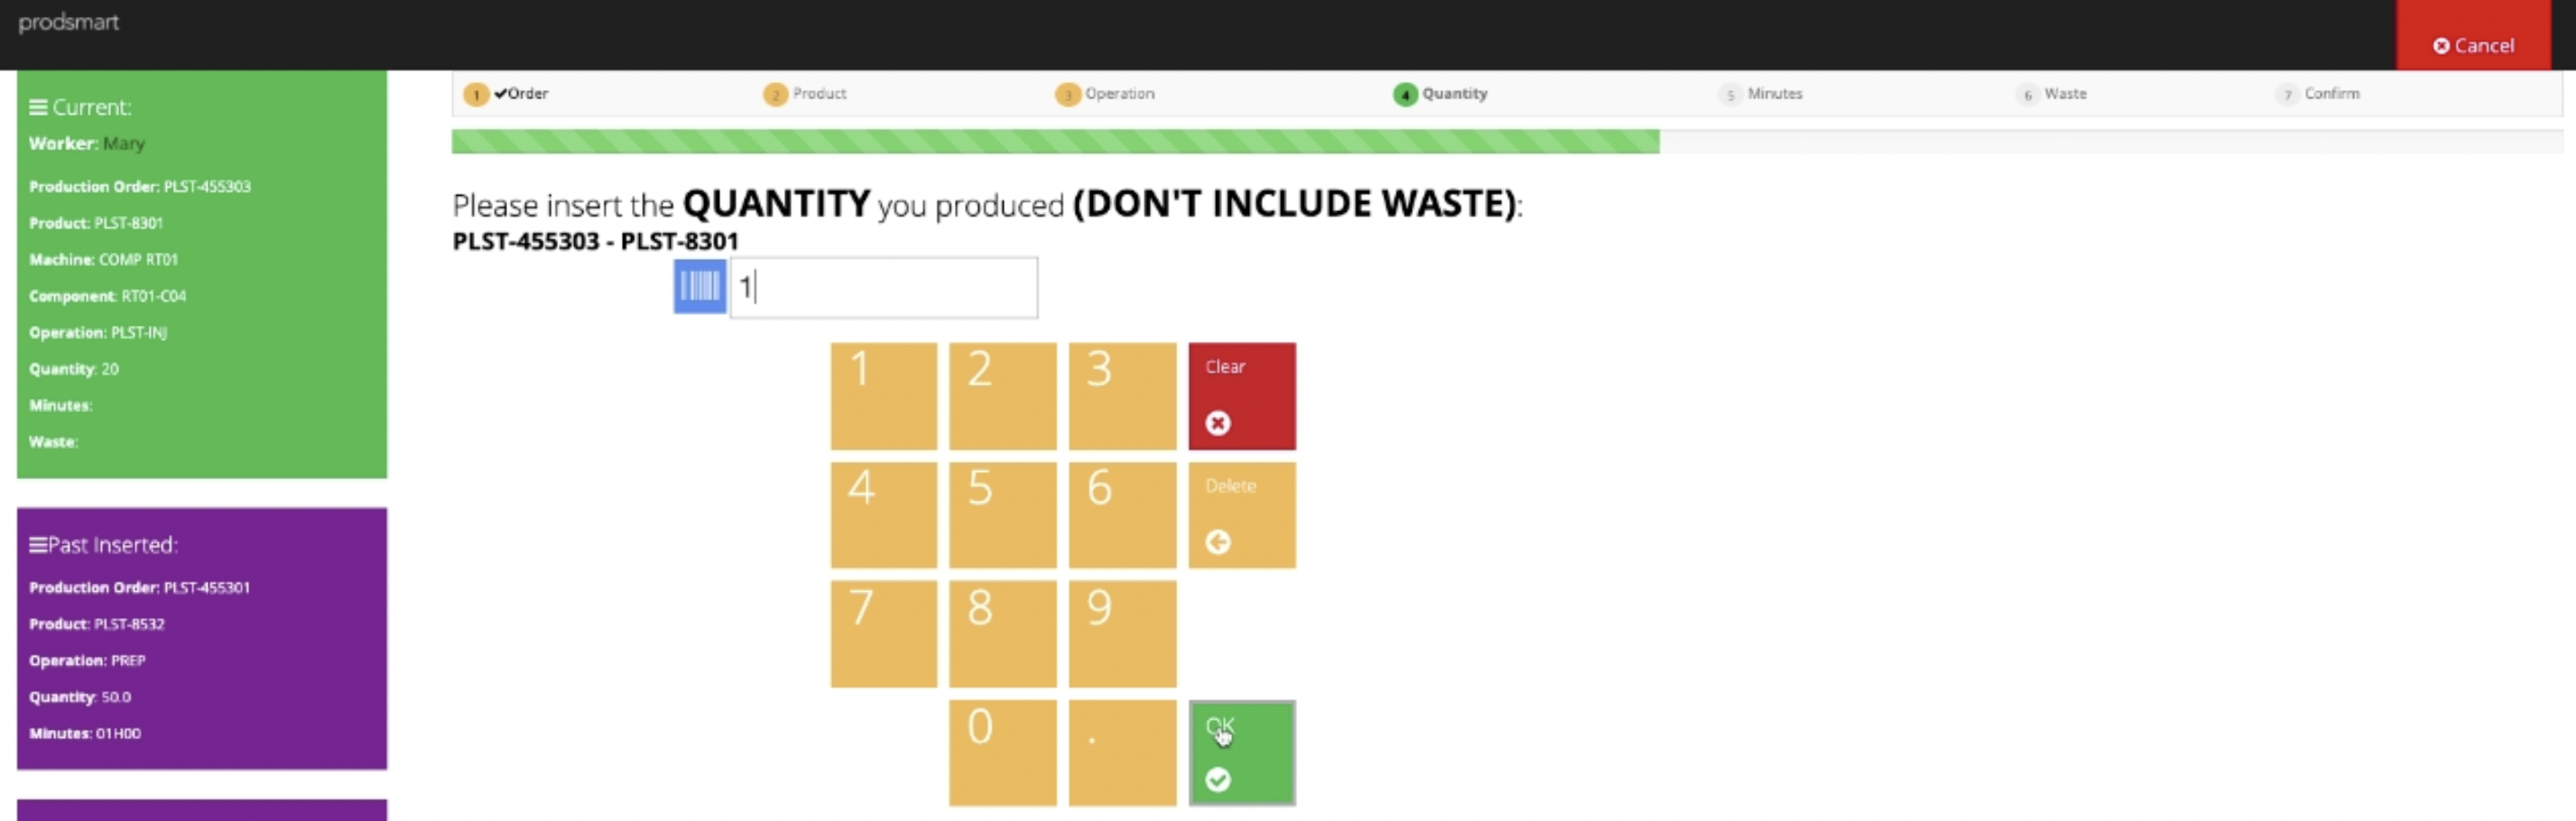 prodsmart
Cancel
Current:
Worker: Mary
Production Order: PLST-455303
Product: PLST-8301
Machine: COMP RT01
Component: RT01-C04
Operation: PLST-INJ
Quantity: 20
Minutes:
Waste:
Past Inserted:
Production Order: PLST-455301
Product: PLST-8532
Operation: PREP
Quantity: 50.0
Minutes: 01H00
1 Order 2 Product 3 Operation 4 Quantity 5 Minutes 6 Waste 7 Confirm
Please insert the QUANTITY you produced (DON'T INCLUDE WASTE):
PLST-455303 - PLST-8301
1
1 2 3 Clear
4 5 6 Delete
7 8 9
0 . OK